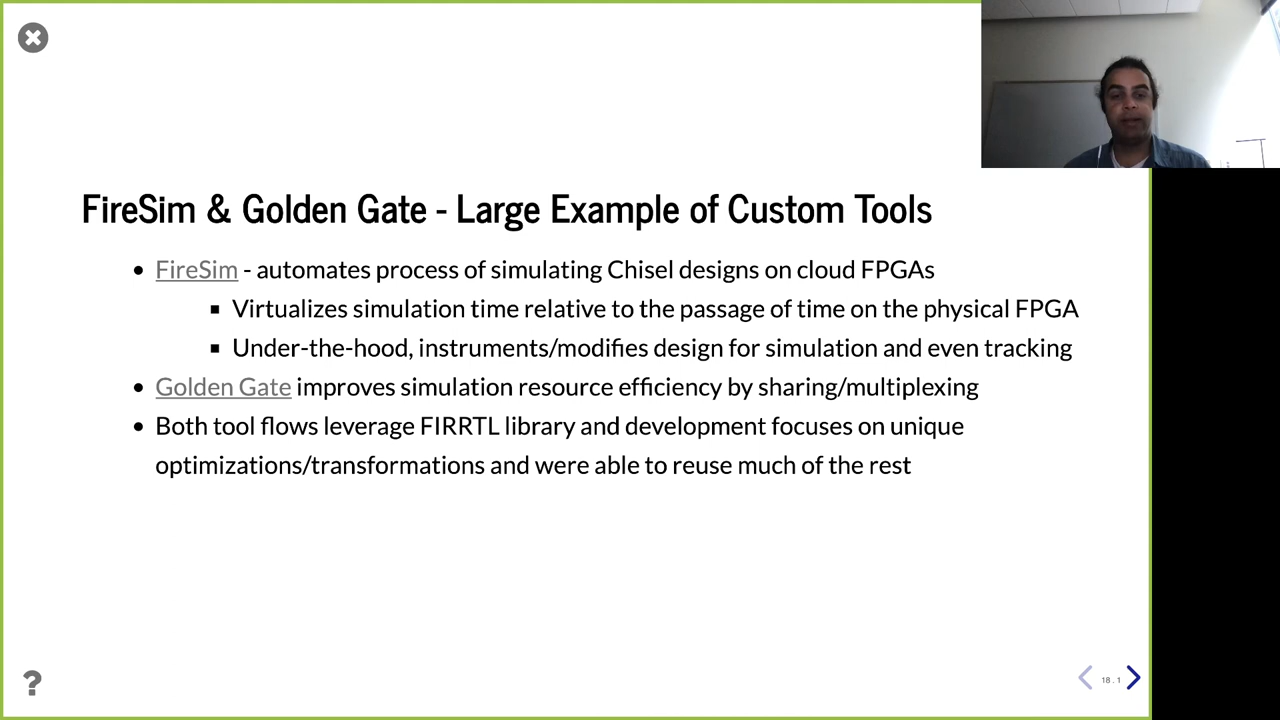 FireSim & Golden Gate - Large Example of Custom Tools
• FireSim - automates process of simulating Chisel designs on cloud FPGAs
▪ Virtualizes simulation time relative to the passage of time on the physical FPGA
▪ Under-the-hood, instruments/modifies design for simulation and even tracking
• Golden Gate improves simulation resource efficiency by sharing/multiplexing
• Both tool flows leverage FIRRTL library and development focuses on unique
optimizations/transformations and were able to reuse much of the rest
?
18 . 1